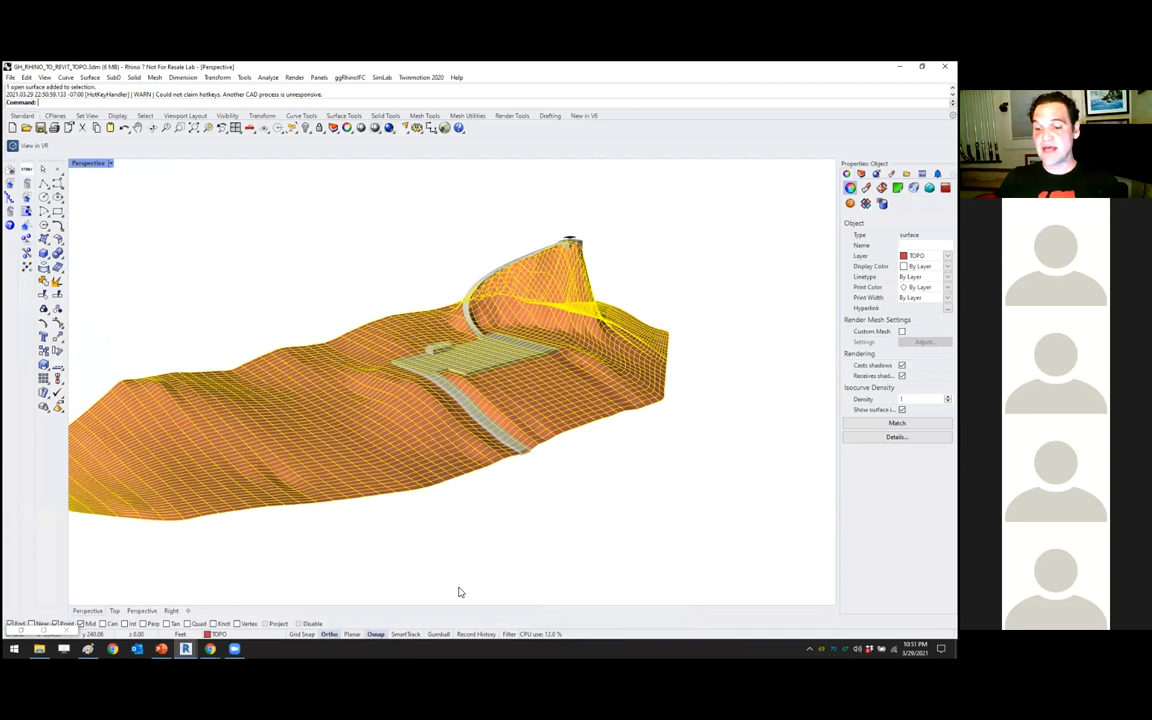 GH_RHINO_TO_REVIT_TOPO.3dm (6 MB) - Rhino 7 Not For Resale Lab - [Perspective]
File Edit View Curve Surface SubD Solid Mesh Dimension Transform Tools Analyze Render Panels ggRhinoIFC SimLab Twinmotion 2020 Help
1 open surface added to selection.
2021.03.29 22:50:59.133 -07:00 [HotKeyHandler] | WARN | Could not claim hotkeys. Another CAD process is unresponsive.
Command:
Standard CPlanes Set View Display Select Viewport Layout Visibility Transform Curve Tools Surface Tools Solid Tools Mesh Tools Mesh Utilities Render Tools Drafting New in V6
View in VR
Perspective
Properties: Object
Object
Type surface
Name
Layer TOPO
Display Color By Layer
Linetype By Layer
Print Color By Layer
Print Width By Layer
Hyperlink
Render Mesh Settings
Custom Mesh
Settings Adjust...
Rendering
Casts shadows
Receives shad...
Isocurve Density
Density 1
Show surface i...
Match
Details...
Perspective Top Perspective Right
End Near Point Mid Cen Int Perp Tan Quad Knot Vertex Project Disable
y 240.06 z 0.00 Feet TOPO Grid Snap Ortho Planar Osnap SmartTrack Gumball Record History Filter CPU use: 12.0 %
10:51 PM
3/29/2021